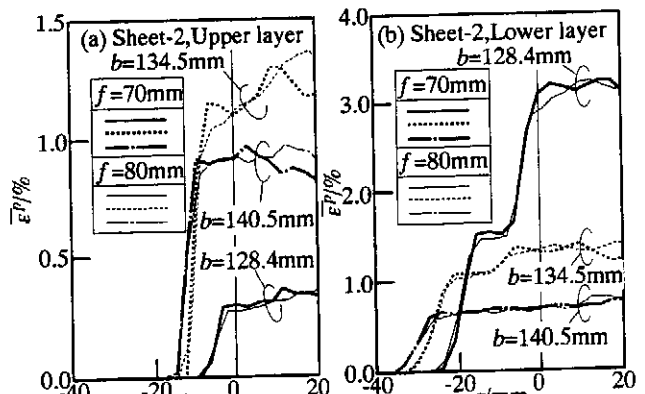 (a) Sheet-2,Upper layer
b=134.5mm
f=70mm
f=80mm
b=140.5mm
b=128.4mm
1.5
1.0
0.5
0.0
ε̄ᵖ/%
-20
0
20
(b) Sheet-2,Lower layer
b=128.4mm
f=70mm
f=80mm
b=134.5mm
b=140.5mm
4.0
3.0
2.0
1.0
0.0
ε̄ᵖ/%
-40
-20
0
20